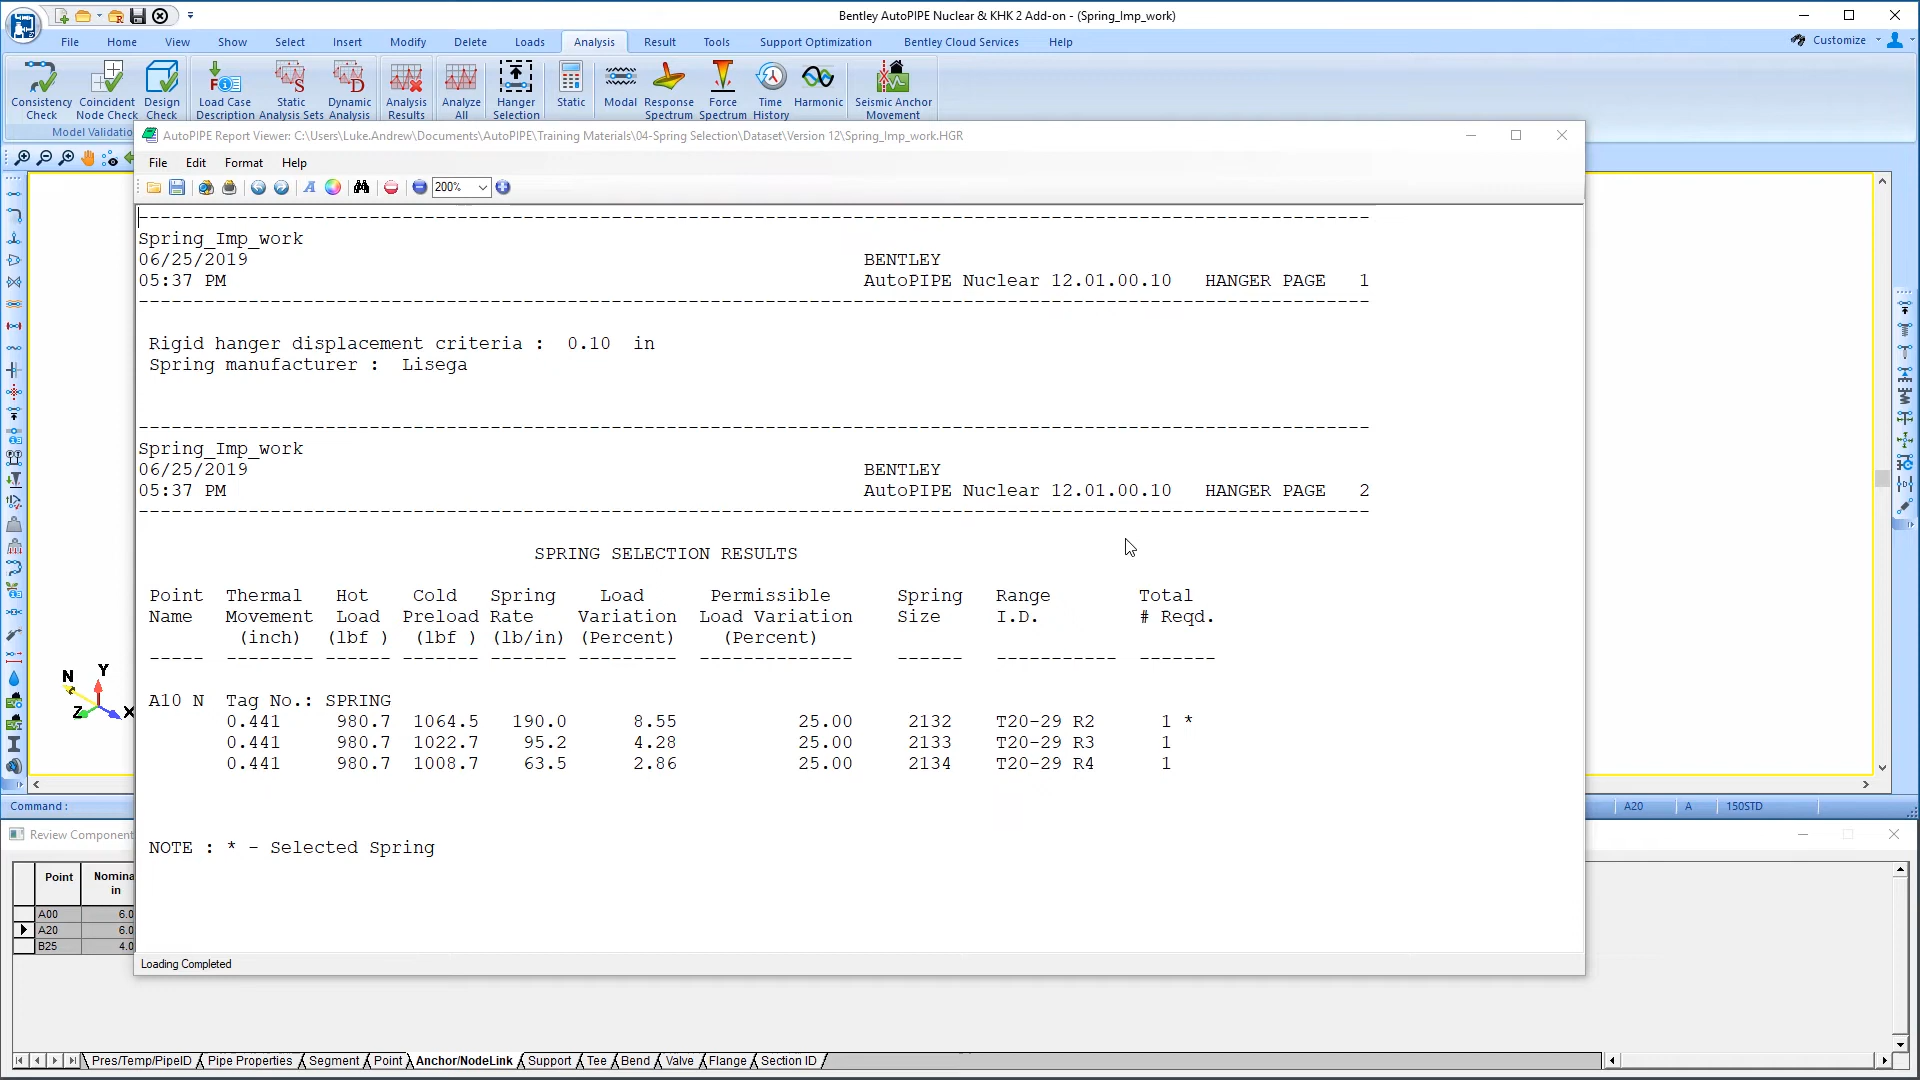 Bentley AutoPIPE Nuclear & KHK 2 Add-on - (Spring_Imp_work)
File Home View Show Select Insert Modify Delete Loads Analysis Result Tools Support Optimization Bentley Cloud Services Help Customize
Consistency Check
Coincident Node Check
Design Check
Load Case Description
Static Analysis Sets
Dynamic Analysis
Analysis Results
Analyze All
Hanger Selection
Static
Modal
Response Spectrum
Force Spectrum
Time History
Harmonic
Seismic Anchor Movement
Model Validatio
AutoPIPE Report Viewer: C:\Users\Luke.Andrew\Documents\AutoPIPE\Training Materials\04-Spring Selection\Dataset\Version 12\Spring_Imp_work.HGR
File Edit Format Help
200%
Spring_Imp_work
06/25/2019 BENTLEY
05:37 PM AutoPIPE Nuclear 12.01.00.10 HANGER PAGE 1
Rigid hanger displacement criteria : 0.10 in
Spring manufacturer : Lisega
Spring_Imp_work
06/25/2019 BENTLEY
05:37 PM AutoPIPE Nuclear 12.01.00.10 HANGER PAGE 2
SPRING SELECTION RESULTS
Point Thermal Hot Cold Spring Load Permissible Spring Range Total
Name Movement Load Preload Rate Variation Load Variation Size I.D. # Reqd.
(inch) (lbf ) (lbf ) (lb/in) (Percent) (Percent)
A10 N Tag No.: SPRING
0.441 980.7 1064.5 190.0 8.55 25.00 2132 T20-29 R2 1 *
0.441 980.7 1022.7 95.2 4.28 25.00 2133 T20-29 R3 1
0.441 980.7 1008.7 63.5 2.86 25.00 2134 T20-29 R4 1
NOTE : * - Selected Spring
Loading Completed
N Y Z X
Command : A20 A 150STD
Review Component
Point Nomina
in
A00 6.0
A20 6.0
B25 4.0
Pres/Temp/PipeID Pipe Properties Segment Point Anchor/NodeLink Support Tee Bend Valve Flange Section ID